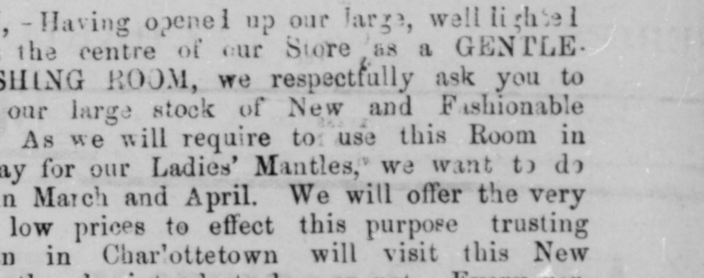 , - Having opened up our large, well lighted
the centre of our Store as a GENTLE-
SHING ROOM, we respectfully ask you to
our large stock of New and Fashionable
As we will require to use this Room in
ay for our Ladies' Mantles, we want to do
n March and April. We will offer the very
low prices to effect this purpose trusting
n in Char'ottetown will visit this New